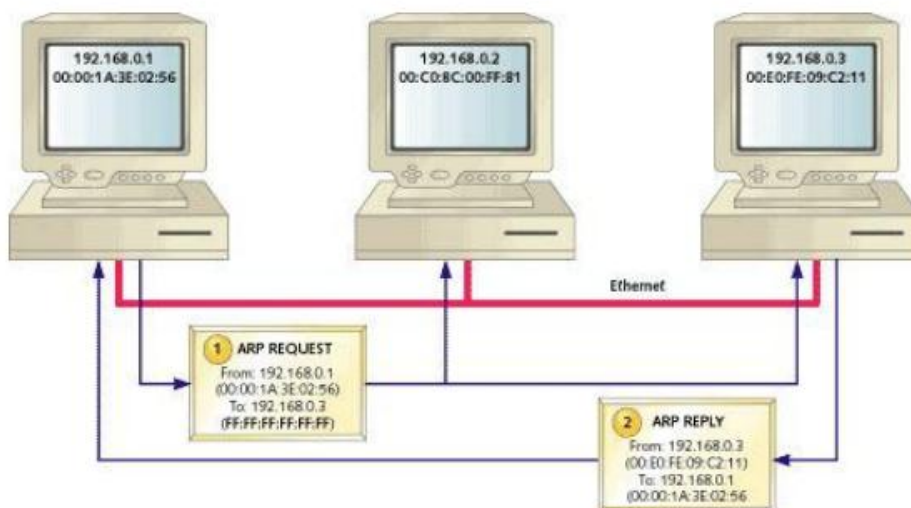 192.168.0.1
00:00:1A:3E:02:56
192.168.0.2
00:C0:8C:00:FF:81
192.168.0.3
00:E0:FE:09:C2:11
Ethernet
1 ARP REQUEST
From: 192.168.0.1
(00:00:1A:3E:02:56)
To: 192.168.0.3
(FF:FF:FF:FF:FF:FF)
2 ARP REPLY
From: 192.168.0.3
(00:E0:FE:09:C2:11)
To: 192.168.0.1
(00:00:1A:3E:02:56